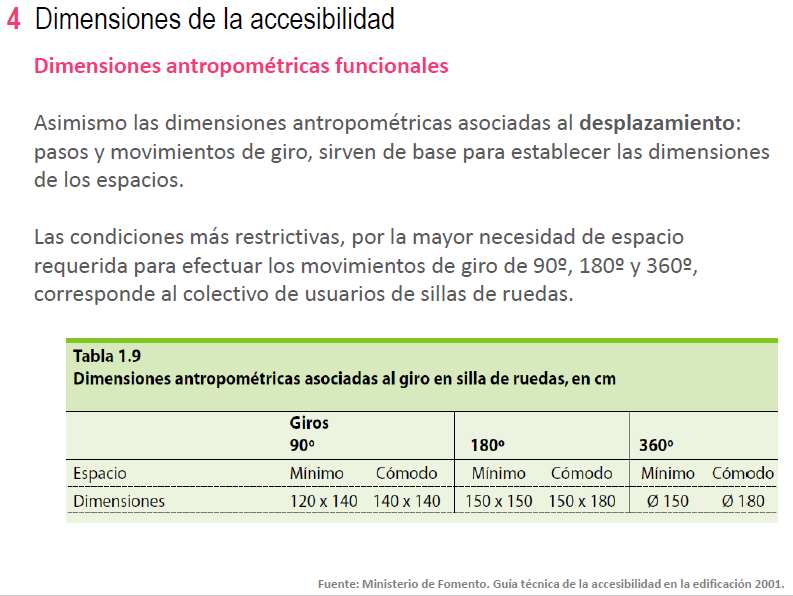 4 Dimensiones de la accesibilidad
Dimensiones antropométricas funcionales
Asimismo las dimensiones antropométricas asociadas al desplazamiento:
pasos y movimientos de giro, sirven de base para establecer las dimensiones
de los espacios.
Las condiciones más restrictivas, por la mayor necesidad de espacio
requerida para efectuar los movimientos de giro de 90º, 180º y 360º,
corresponde al colectivo de usuarios de sillas de ruedas.
Tabla 1.9
Dimensiones antropométricas asociadas al giro en silla de ruedas, en cm
Giros
90º 180º 360º
Espacio Mínimo Cómodo Mínimo Cómodo Mínimo Cómodo
Dimensiones 120 x 140 140 x 140 150 x 150 150 x 180 Ø 150 Ø 180
Fuente: Ministerio de Fomento. Guía técnica de la accesibilidad en la edificación 2001.